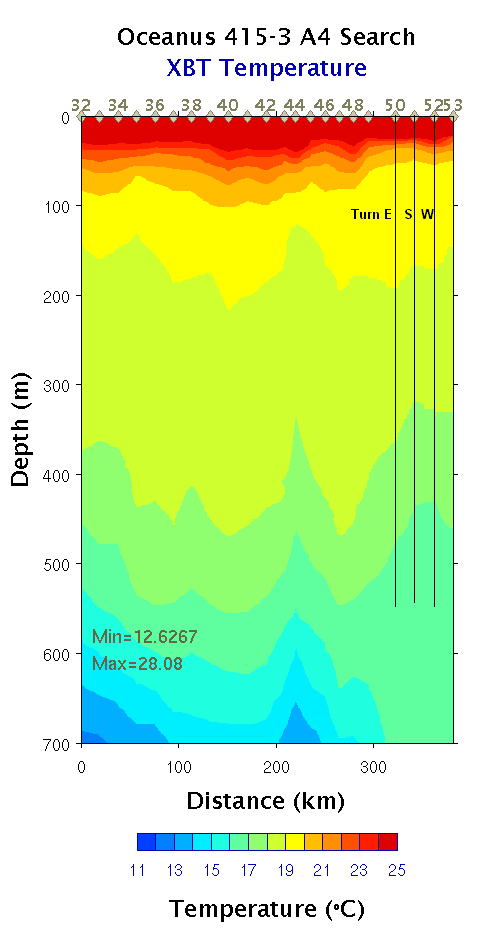 Oceanus 415-3 A4 Search
XBT Temperature
32 34 36 38 40 42 44 46 48 50 52 53
0
100
Turn E S W
200
300
Depth (m)
400
500
Min=12.6267
600
Max=28.08
700
0 100 200 300
Distance (km)
11 13 15 17 19 21 23 25
Temperature (°C)